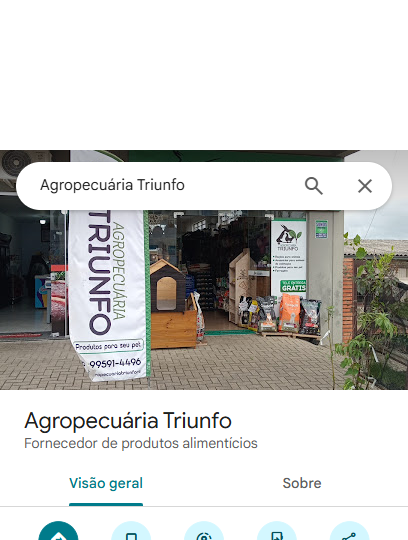 Agropecuária Triunfo
AGROPECUÁRIA
TRIUNFO
Produtos para seu pet
99591-4496
TRIUNFO
TELE ENTREGA
GRÁTIS
Agropecuária Triunfo
Fornecedor de produtos alimentícios
Visão geral
Sobre